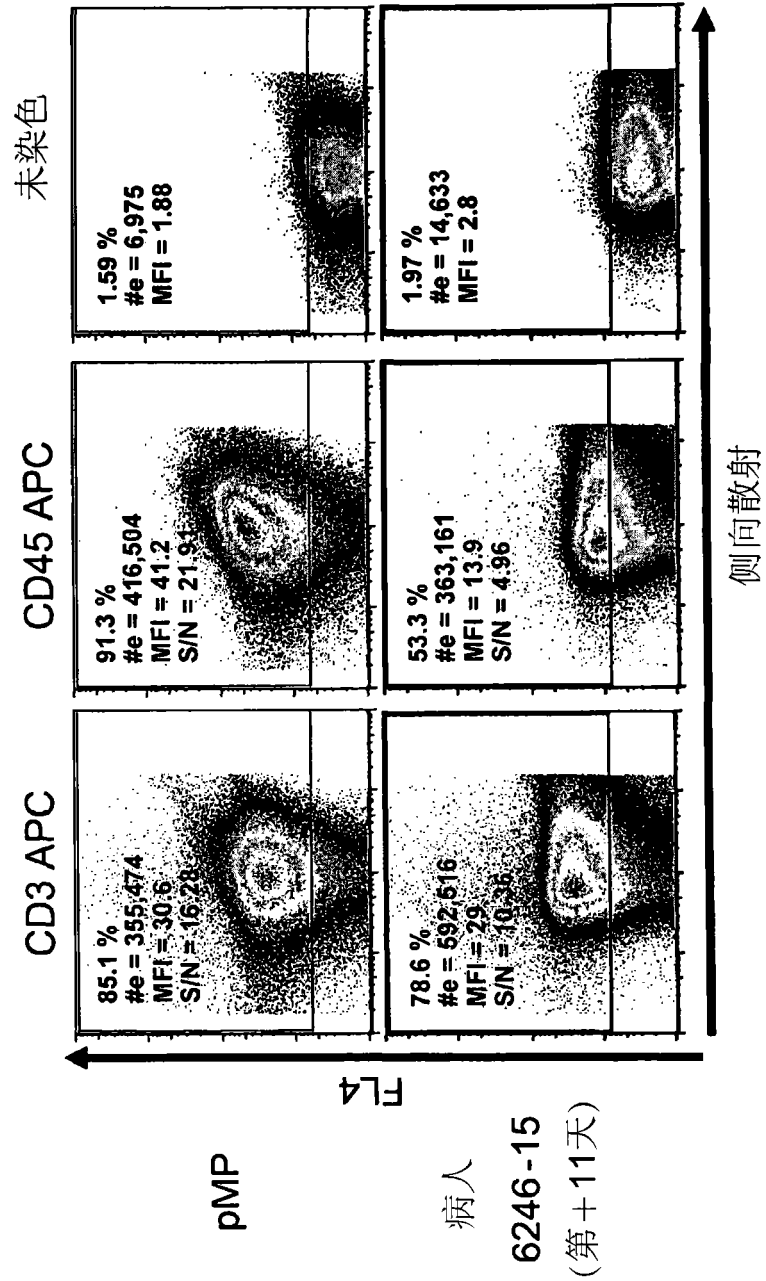 CD3 APC
CD45 APC
未染色
pMP
85.1 %
#e = 355,474
MFI = 30.6
S/N = 16.28
91.3 %
#e = 416,504
MFI = 41.2
S/N = 21.91
1.59 %
#e = 6,975
MFI = 1.88
FL4
病人
6246-15
(第+11天)
78.6 %
#e = 592,516
MFI = 29
S/N = 10.36
53.3 %
#e = 363,161
MFI = 13.9
S/N = 4.96
1.97 %
#e = 14,633
MFI = 2.8
侧向散射